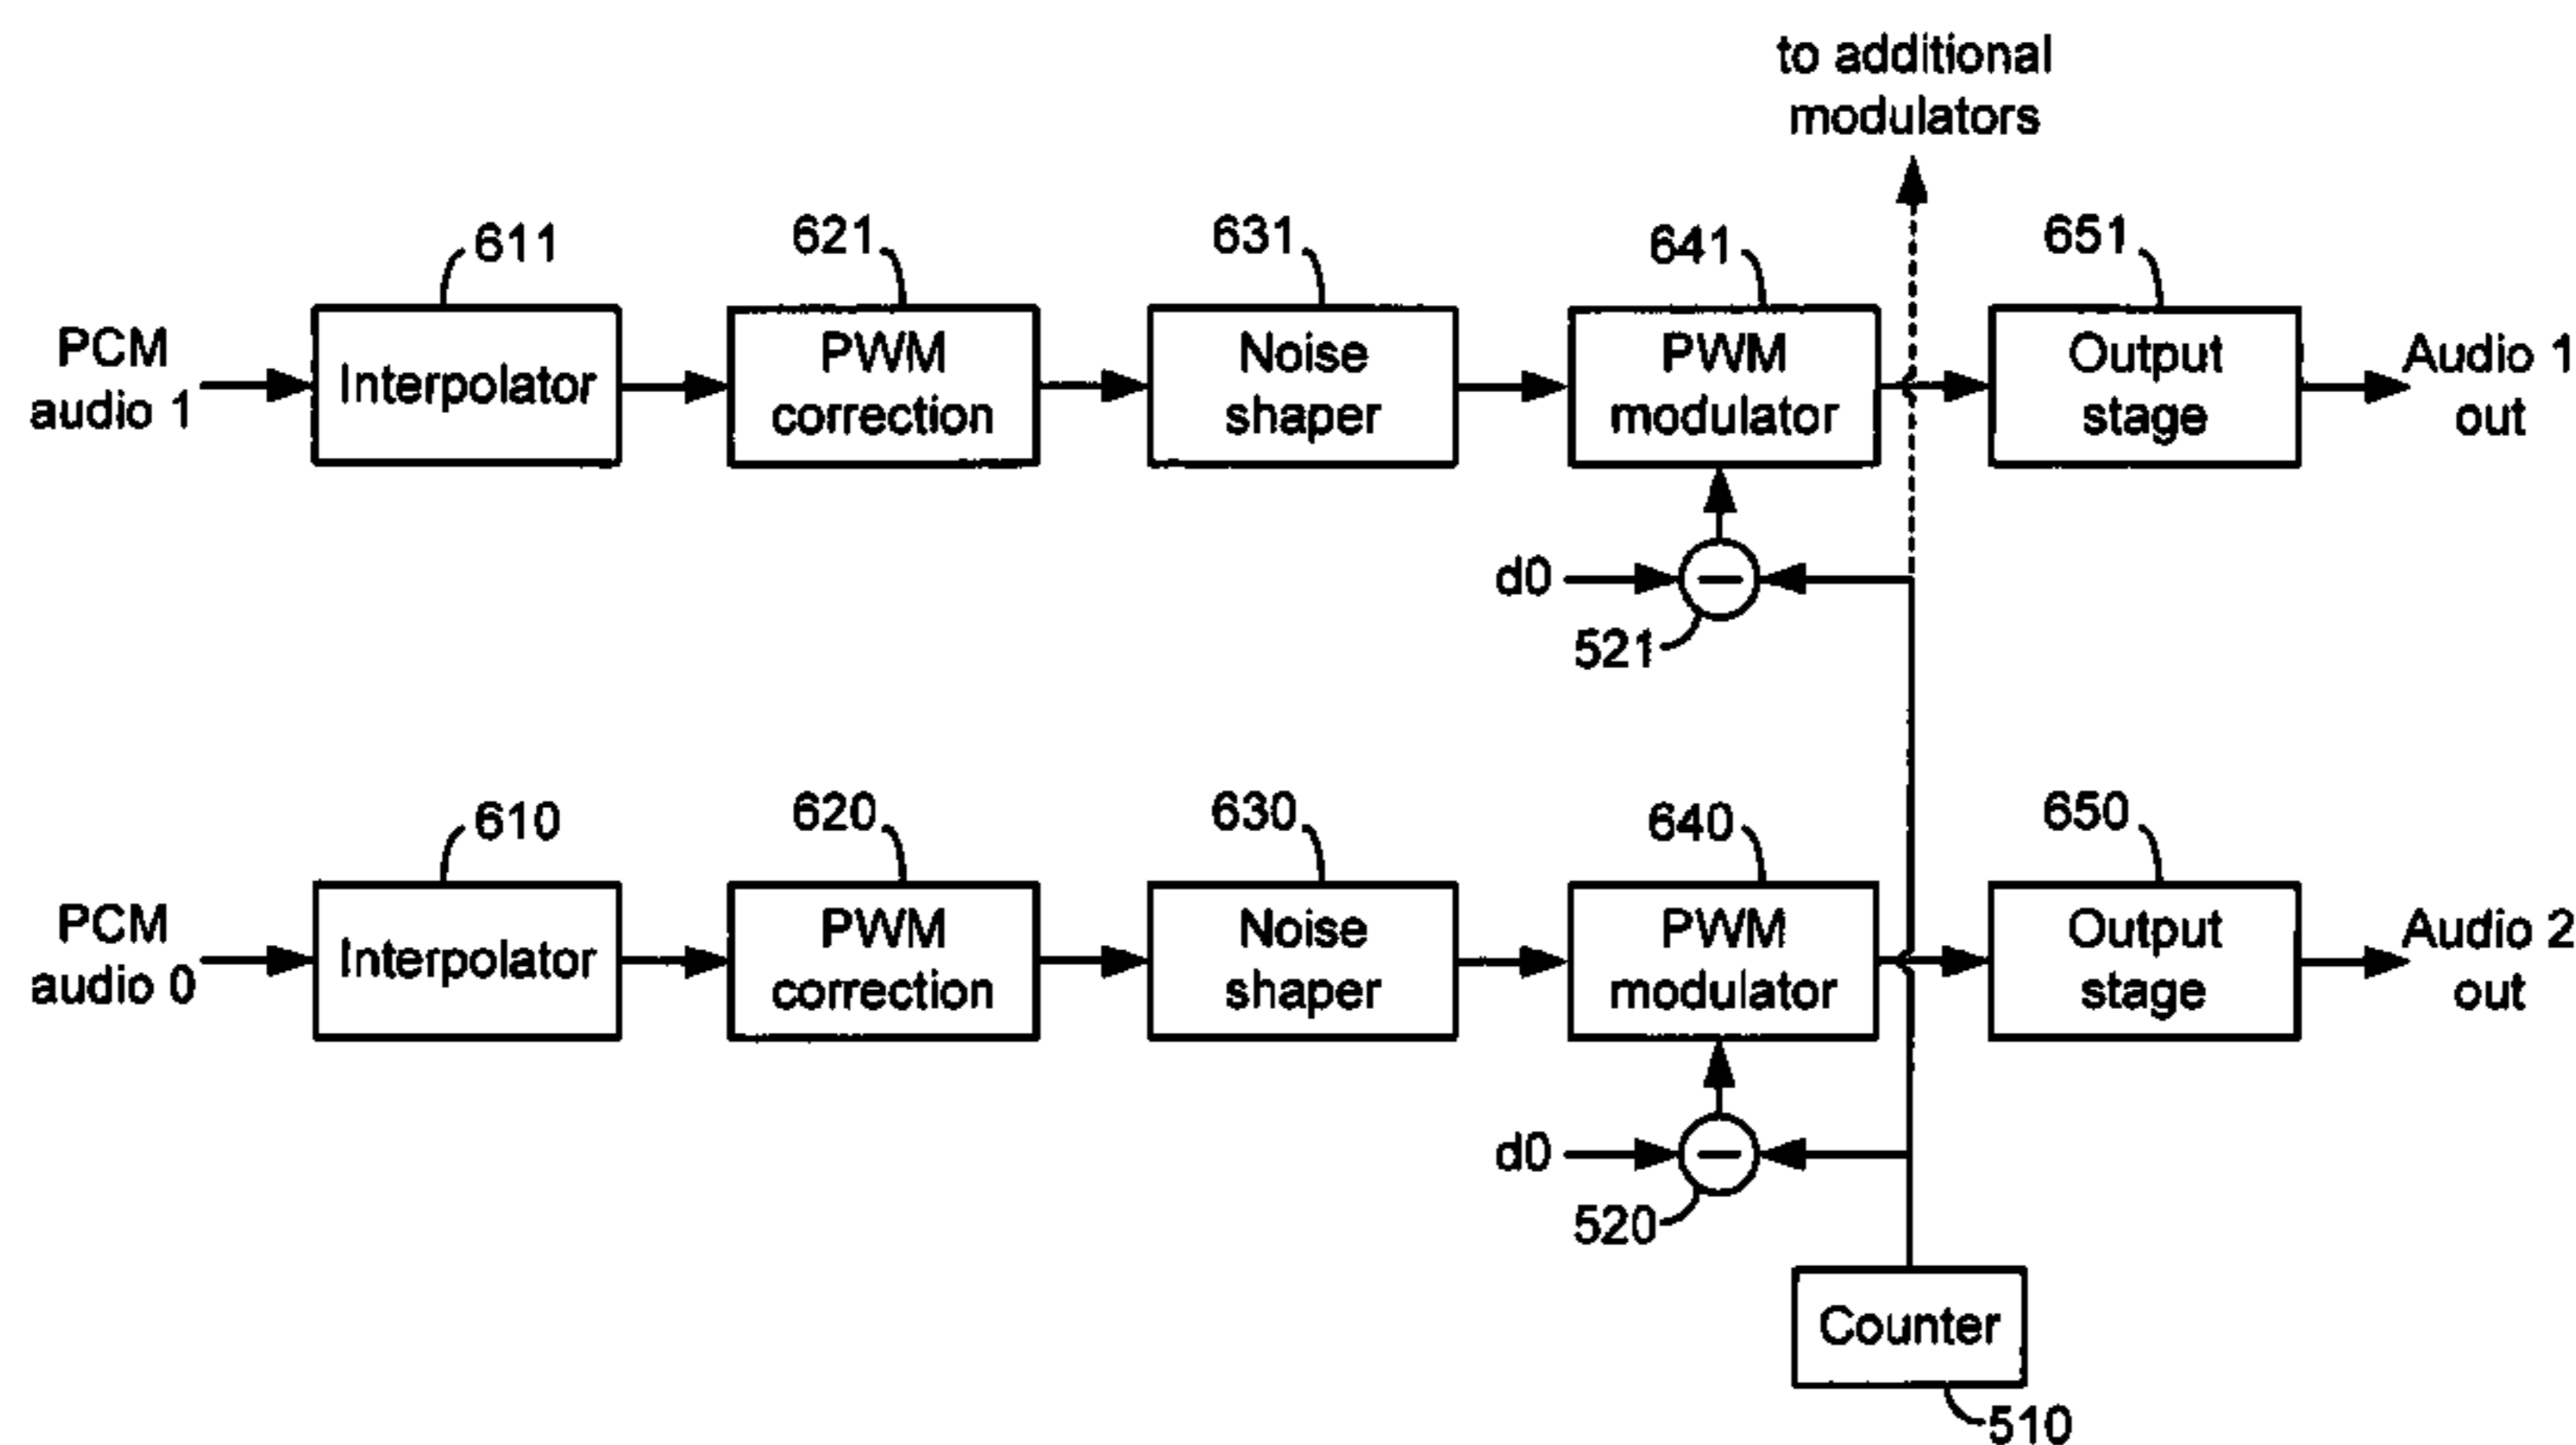 to additional
modulators
611
621
631
641
651
PCM
audio 1
Interpolator
PWM
correction
Noise
shaper
PWM
modulator
Output
stage
Audio 1
out
d0
521
610
620
630
640
650
PCM
audio 0
Interpolator
PWM
correction
Noise
shaper
PWM
modulator
Output
stage
Audio 2
out
d0
520
Counter
510